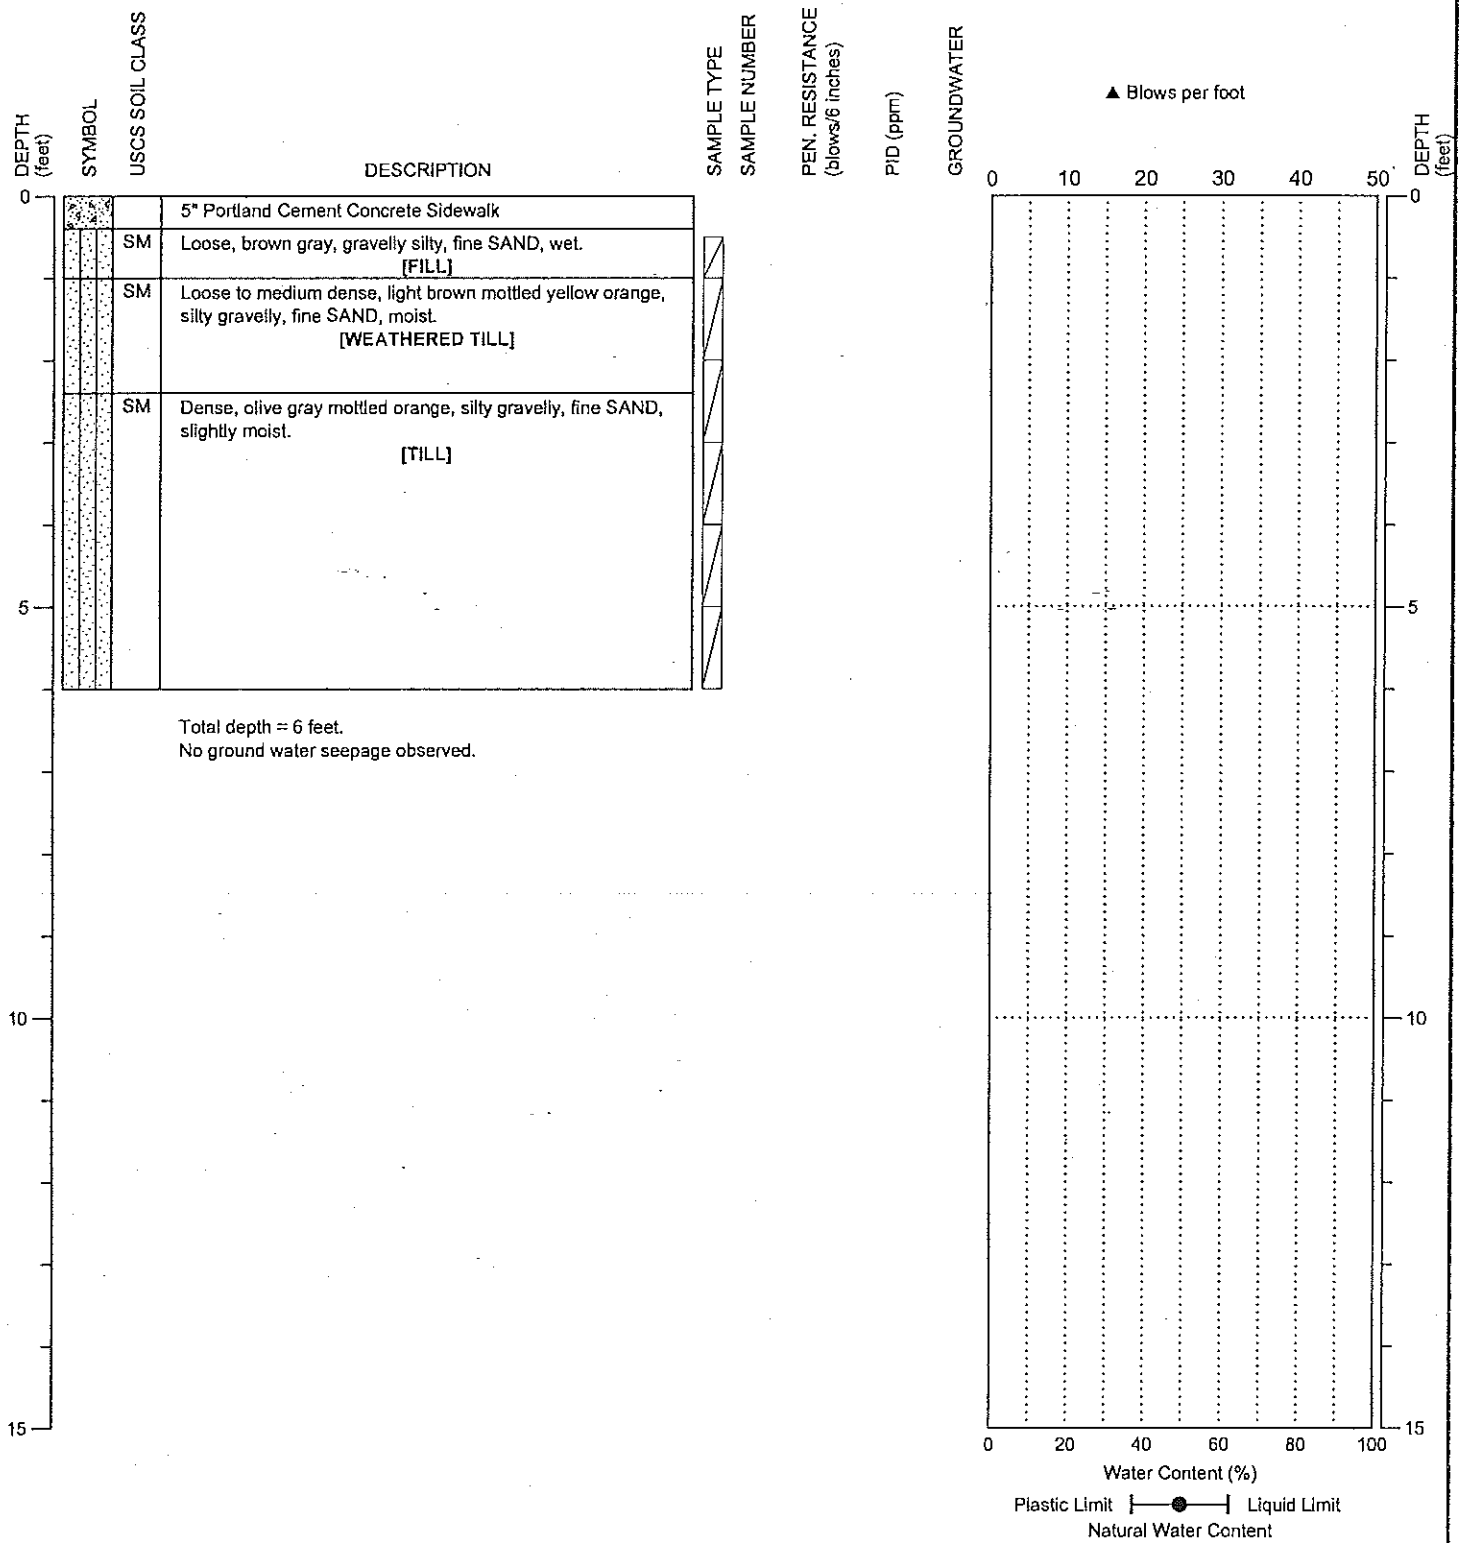 DEPTH
(feet)
SYMBOL
USCS SOIL CLASS
DESCRIPTION
SAMPLE TYPE
SAMPLE NUMBER
PEN. RESISTANCE
(blows/6 inches)
PID (ppm)
GROUNDWATER
▲ Blows per foot
DEPTH
(feet)
0 10 20 30 40 50
0
5" Portland Cement Concrete Sidewalk
0
SM Loose, brown gray, gravelly silty, fine SAND, wet.
[FILL]
SM Loose to medium dense, light brown mottled yellow orange,
silty gravelly, fine SAND, moist.
[WEATHERED TILL]
SM Dense, olive gray mottled orange, silty gravelly, fine SAND,
slightly moist.
[TILL]
5 5
Total depth = 6 feet.
No ground water seepage observed.
10 10
15 15
0 20 40 60 80 100
Water Content (%)
Plastic Limit Liquid Limit
Natural Water Content